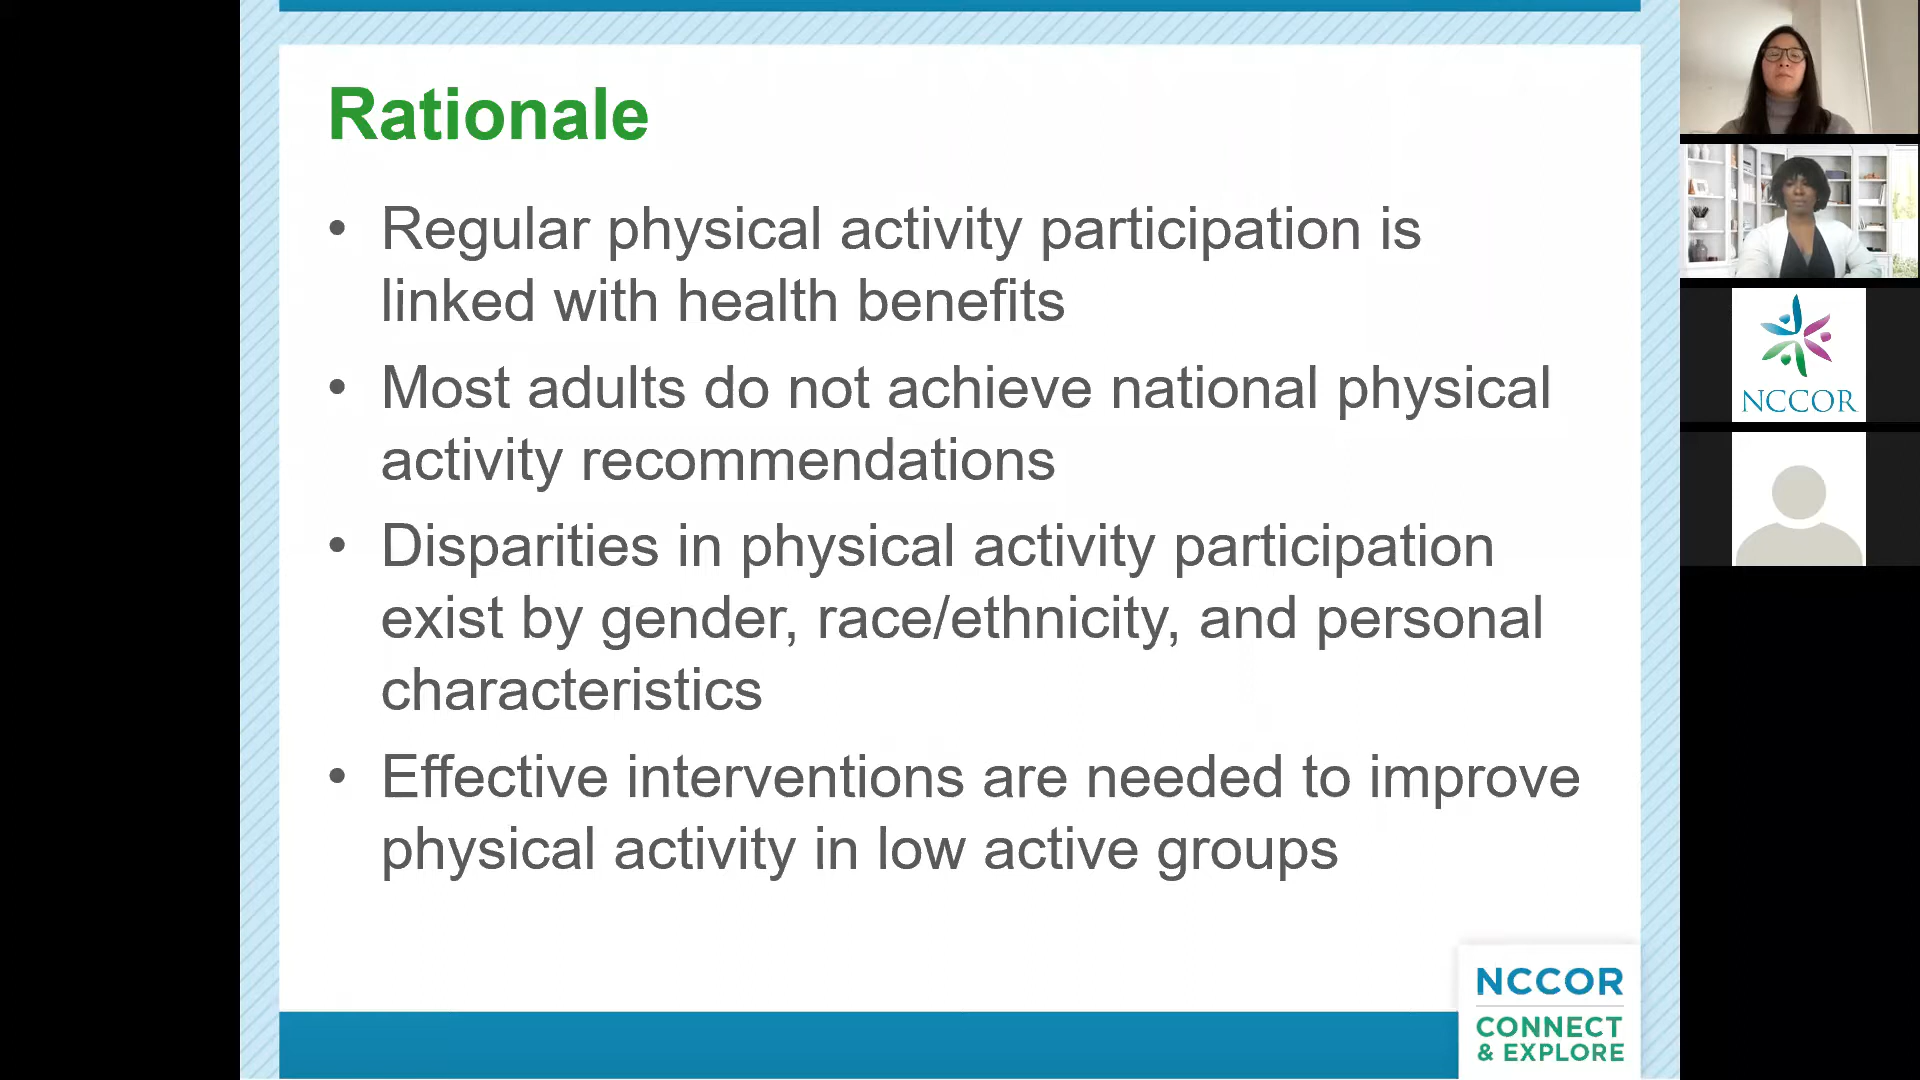 Rationale
• Regular physical activity participation is
linked with health benefits
• Most adults do not achieve national physical
activity recommendations
• Disparities in physical activity participation
exist by gender, race/ethnicity, and personal
characteristics
• Effective interventions are needed to improve
physical activity in low active groups
NCCOR
CONNECT
& EXPLORE
NCCOR